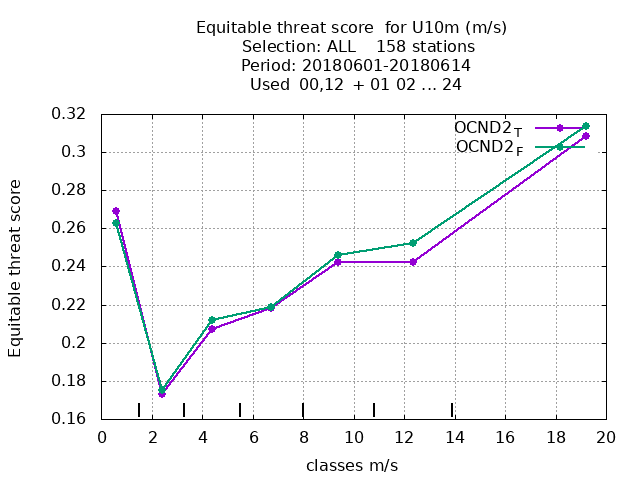 Equitable threat score  for U10m (m/s)
Selection: ALL    158 stations
Period: 20180601-20180614
Used  00,12  + 01 02 ... 24
OCND2T
OCND2F
Equitable threat score
0.32
0.3
0.28
0.26
0.24
0.22
0.2
0.18
0.16
0 2 4 6 8 10 12 14 16 18 20
classes m/s